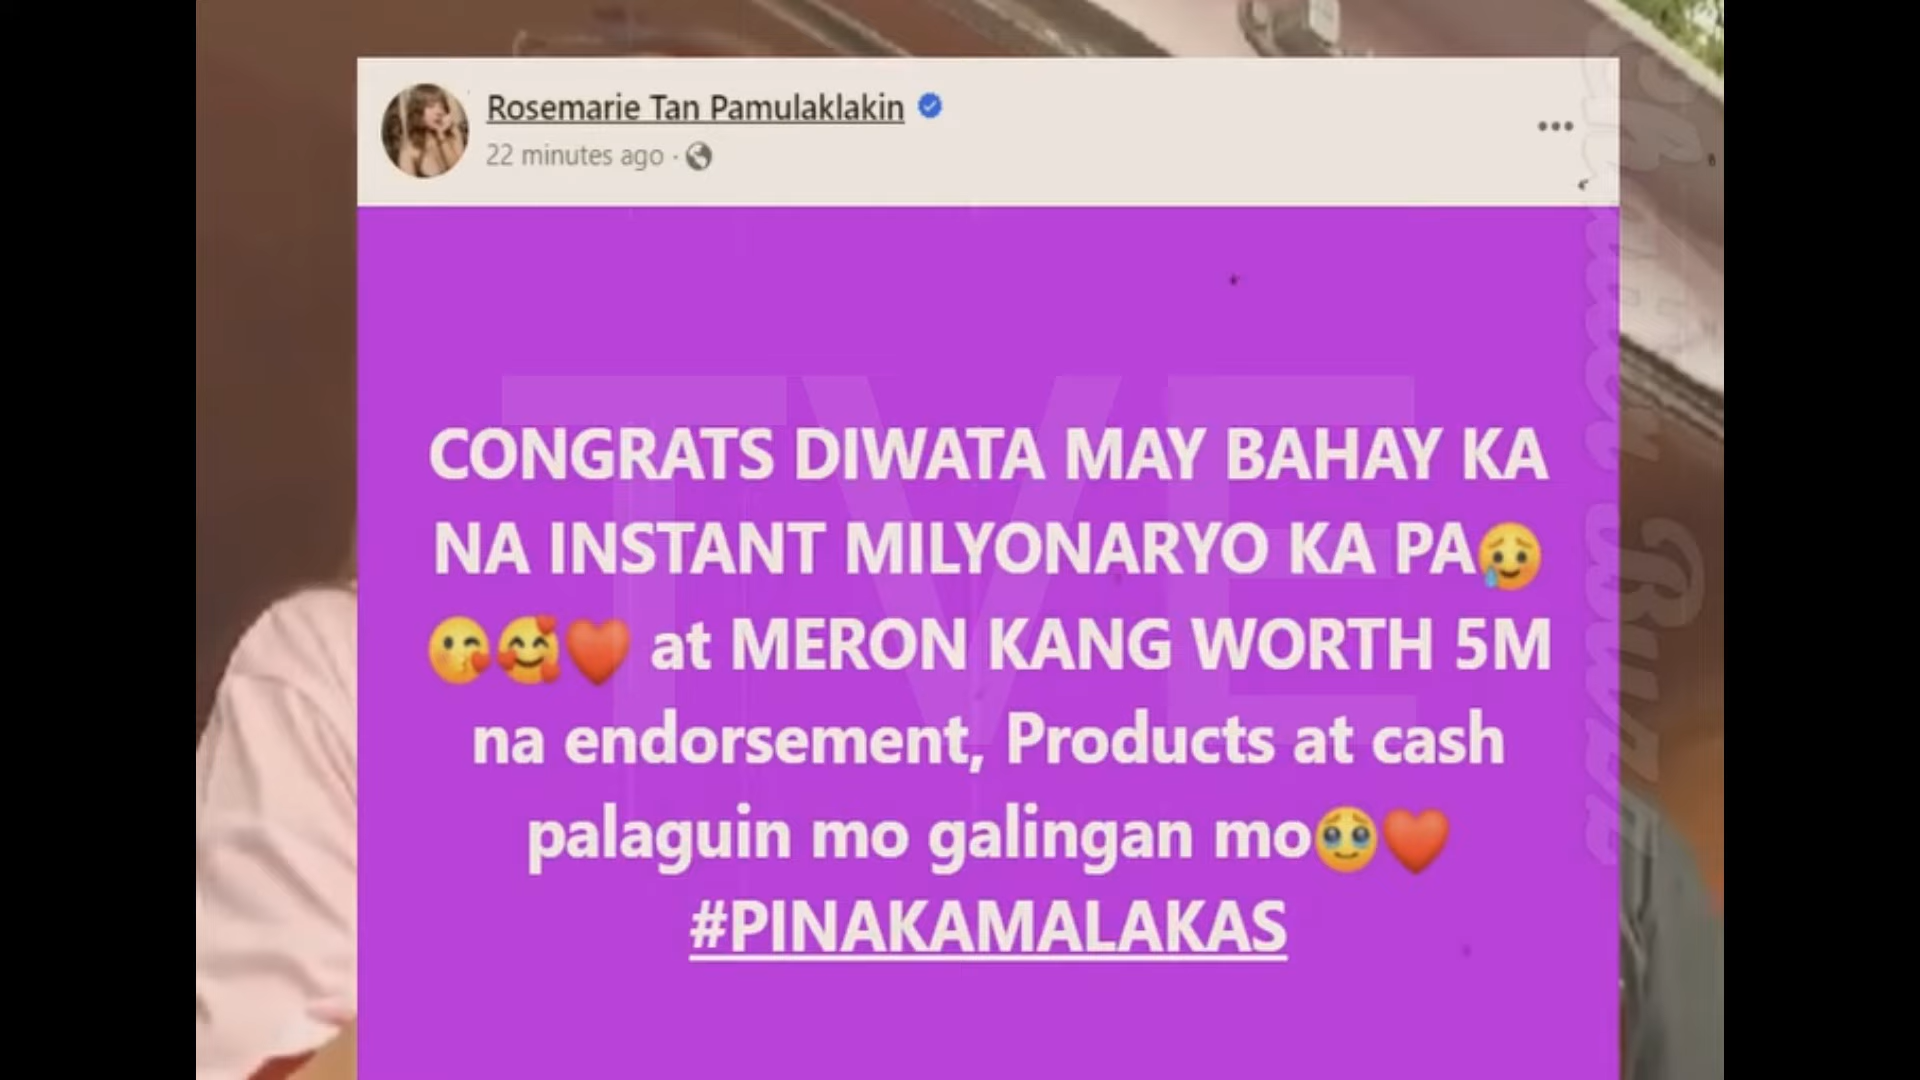 Rosemarie Tan Pamulaklakin
22 minutes ago ·
CONGRATS DIWATA MAY BAHAY KA
NA INSTANT MILYONARYO KA PA🥲
😘🥰❤️ at MERON KANG WORTH 5M
na endorsement, Products at cash
palaguin mo galingan mo🥹❤️
#PINAKAMALAKAS
TVE